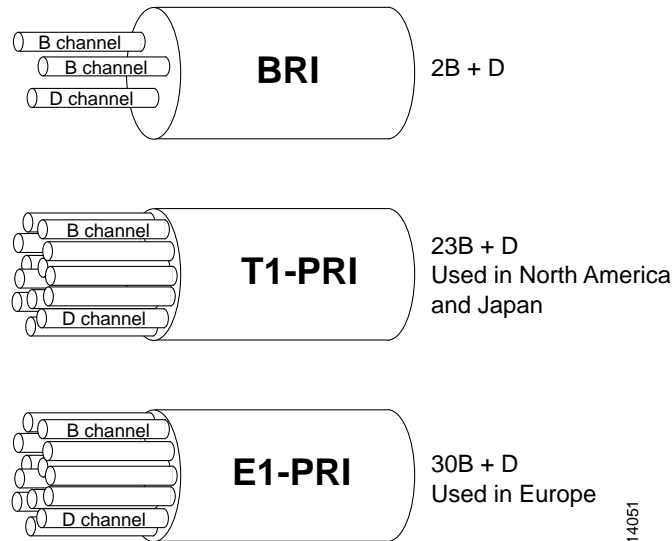 B channel
B channel
D channel
BRI
2B + D
B channel
D channel
T1-PRI
23B + D
Used in North America
and Japan
B channel
D channel
E1-PRI
30B + D
Used in Europe
14051